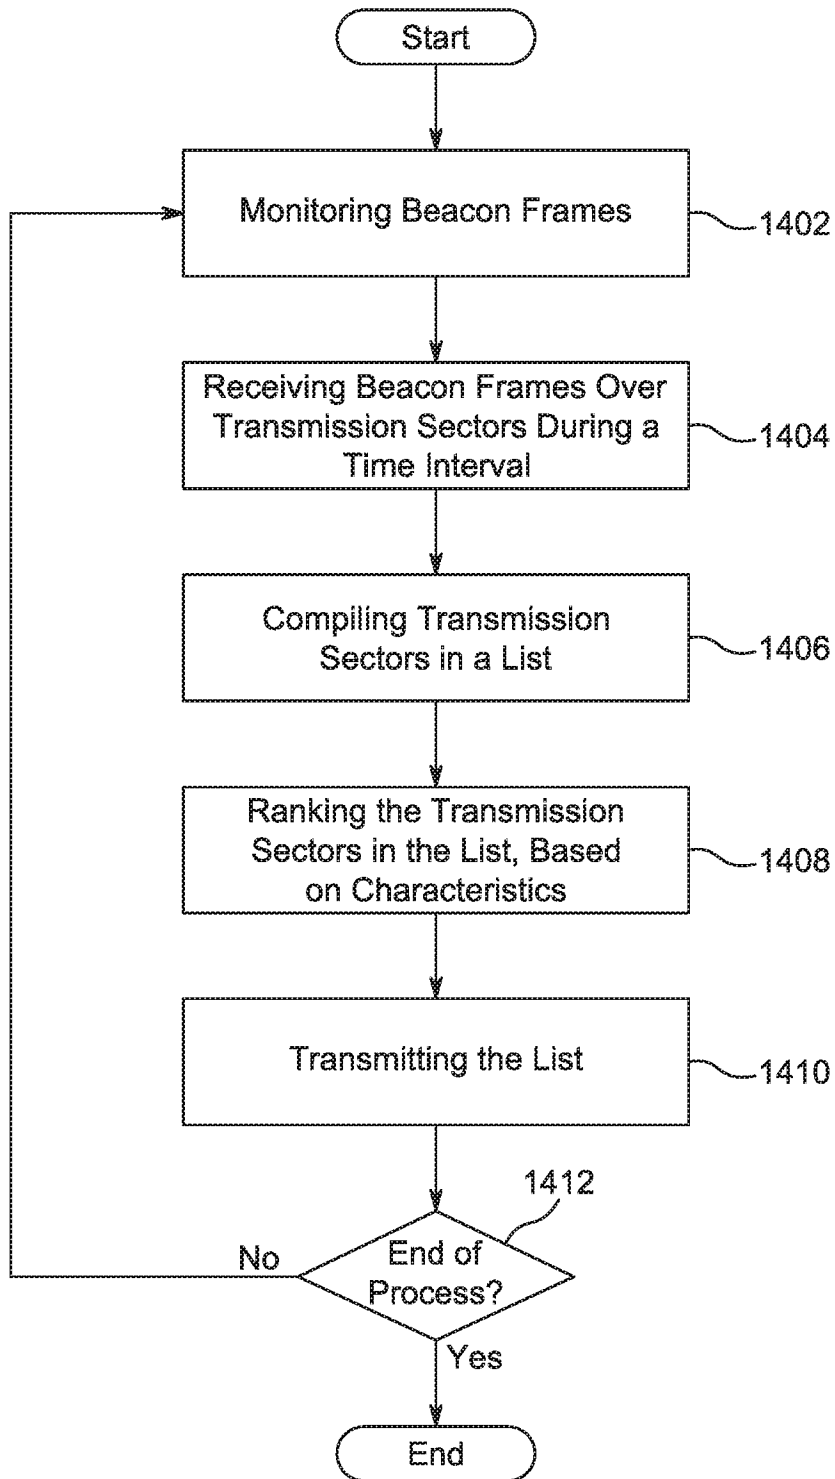 Start
Monitoring Beacon Frames
1402
Receiving Beacon Frames Over
Transmission Sectors During a
Time Interval
1404
Compiling Transmission
Sectors in a List
1406
Ranking the Transmission
Sectors in the List, Based
on Characteristics
1408
Transmitting the List
1410
1412
End of
Process?
No
Yes
End